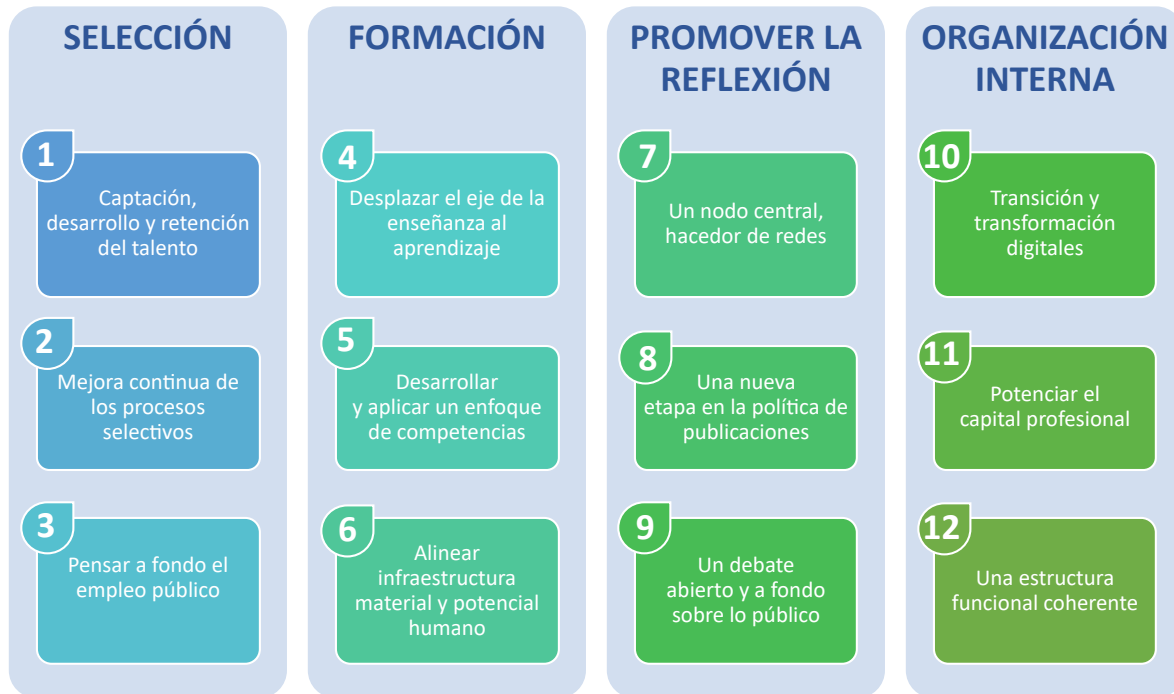 SELECCIÓN
1
Captación,
desarrollo y retención
del talento
2
Mejora continua de
los procesos
selectivos
3
Pensar a fondo el
empleo público
FORMACIÓN
4
Desplazar el eje de la
enseñanza al
aprendizaje
5
Desarrollar
y aplicar un enfoque
de competencias
6
Alinear
infraestructura
material y potencial
humano
PROMOVER LA
REFLEXIÓN
7
Un nodo central,
hacedor de redes
8
Una nueva
etapa en la política de
publicaciones
9
Un debate
abierto y a fondo
sobre lo público
ORGANIZACIÓN
INTERNA
10
Transición y
transformación
digitales
11
Potenciar el
capital profesional
12
Una estructura
funcional coherente